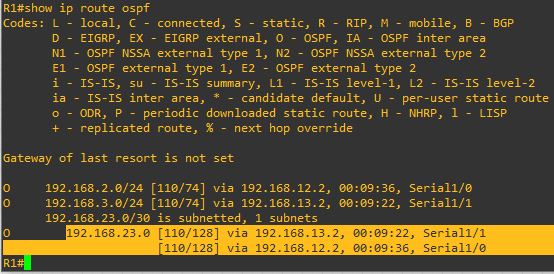 R1#show ip route ospf
Codes: L - local, C - connected, S - static, R - RIP, M - mobile, B - BGP
       D - EIGRP, EX - EIGRP external, O - OSPF, IA - OSPF inter area
       N1 - OSPF NSSA external type 1, N2 - OSPF NSSA external type 2
       E1 - OSPF external type 1, E2 - OSPF external type 2
       i - IS-IS, su - IS-IS summary, L1 - IS-IS level-1, L2 - IS-IS level-2
       ia - IS-IS inter area, * - candidate default, U - per-user static route
       o - ODR, P - periodic downloaded static route, H - NHRP, l - LISP
       + - replicated route, % - next hop override
Gateway of last resort is not set
O     192.168.2.0/24 [110/74] via 192.168.12.2, 00:09:36, Serial1/0
O     192.168.3.0/24 [110/74] via 192.168.13.2, 00:09:22, Serial1/1
      192.168.23.0/30 is subnetted, 1 subnets
O        192.168.23.0 [110/128] via 192.168.13.2, 00:09:22, Serial1/1
                      [110/128] via 192.168.12.2, 00:09:36, Serial1/0
R1#